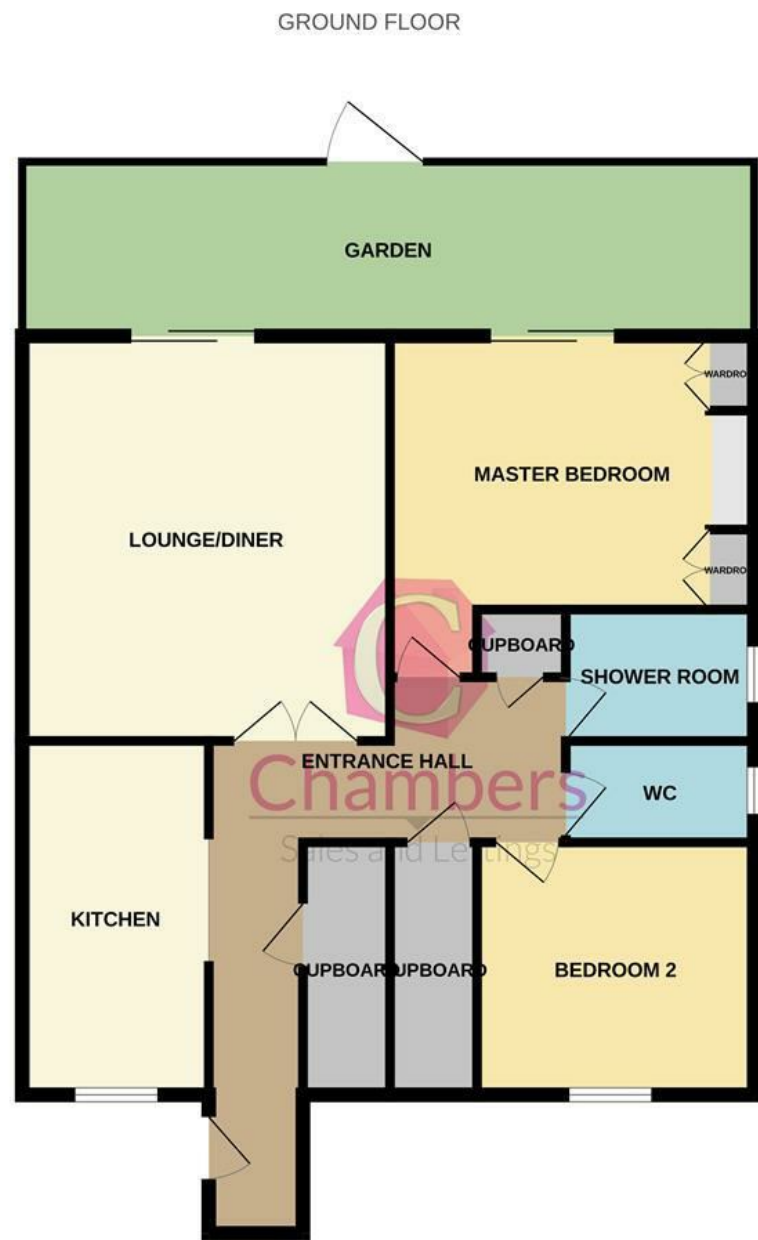 GROUND FLOOR
GARDEN
WARDRO
MASTER BEDROOM
LOUNGE/DINER
WARDRO
CUPBOARD
SHOWER ROOM
ENTRANCE HALL
C
Chambers
WC
Sales and Lettings
KITCHEN
CUPBOARD
CUPBOARD
BEDROOM 2